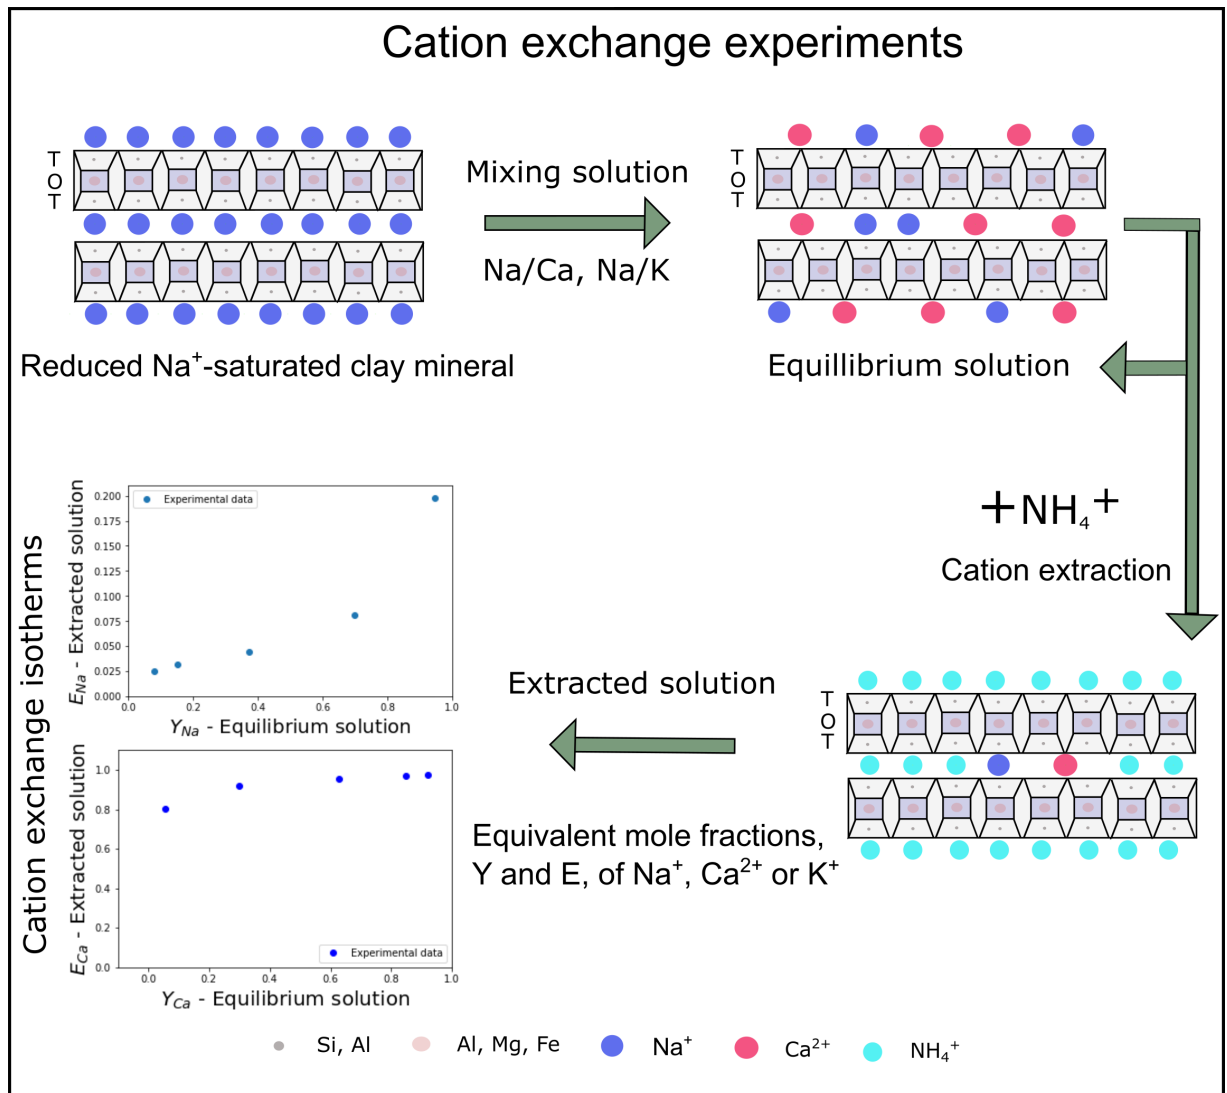 Cation exchange experiments
T
O
T
Mixing solution
Na/Ca, Na/K
Reduced Na⁺-saturated clay mineral
T
O
T
Equillibrium solution
+NH₄⁺
Cation extraction
T
O
T
Extracted solution
Equivalent mole fractions,
Y and E, of Na⁺, Ca²⁺ or K⁺
Cation exchange isotherms
E_Na - Extracted solution
0.200
0.175
0.150
0.125
0.100
0.075
0.050
0.025
0.000
Experimental data
0.0 0.2 0.4 0.6 0.8 1.0
Y_Na - Equilibrium solution
E_Ca - Extracted solution
1.0
0.8
0.6
0.4
0.2
0.0
Experimental data
0.0 0.2 0.4 0.6 0.8 1.0
Y_Ca - Equilibrium solution
Si, Al Al, Mg, Fe Na⁺ Ca²⁺ NH₄⁺